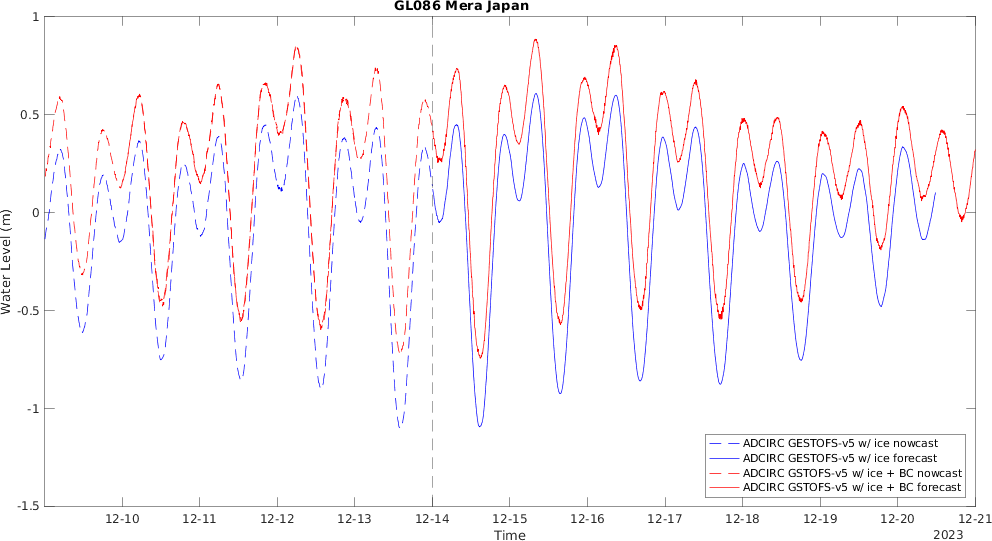 GL086 Mera Japan
1
0.5
0
-0.5
-1
-1.5
Water Level (m)
ADCIRC GESTOFS-v5 w/ ice nowcast
ADCIRC GESTOFS-v5 w/ ice forecast
ADCIRC GSTOFS-v5 w/ ice + BC nowcast
ADCIRC GSTOFS-v5 w/ ice + BC forecast
12-10 12-11 12-12 12-13 12-14 12-15 12-16 12-17 12-18 12-19 12-20 12-21
Time
2023